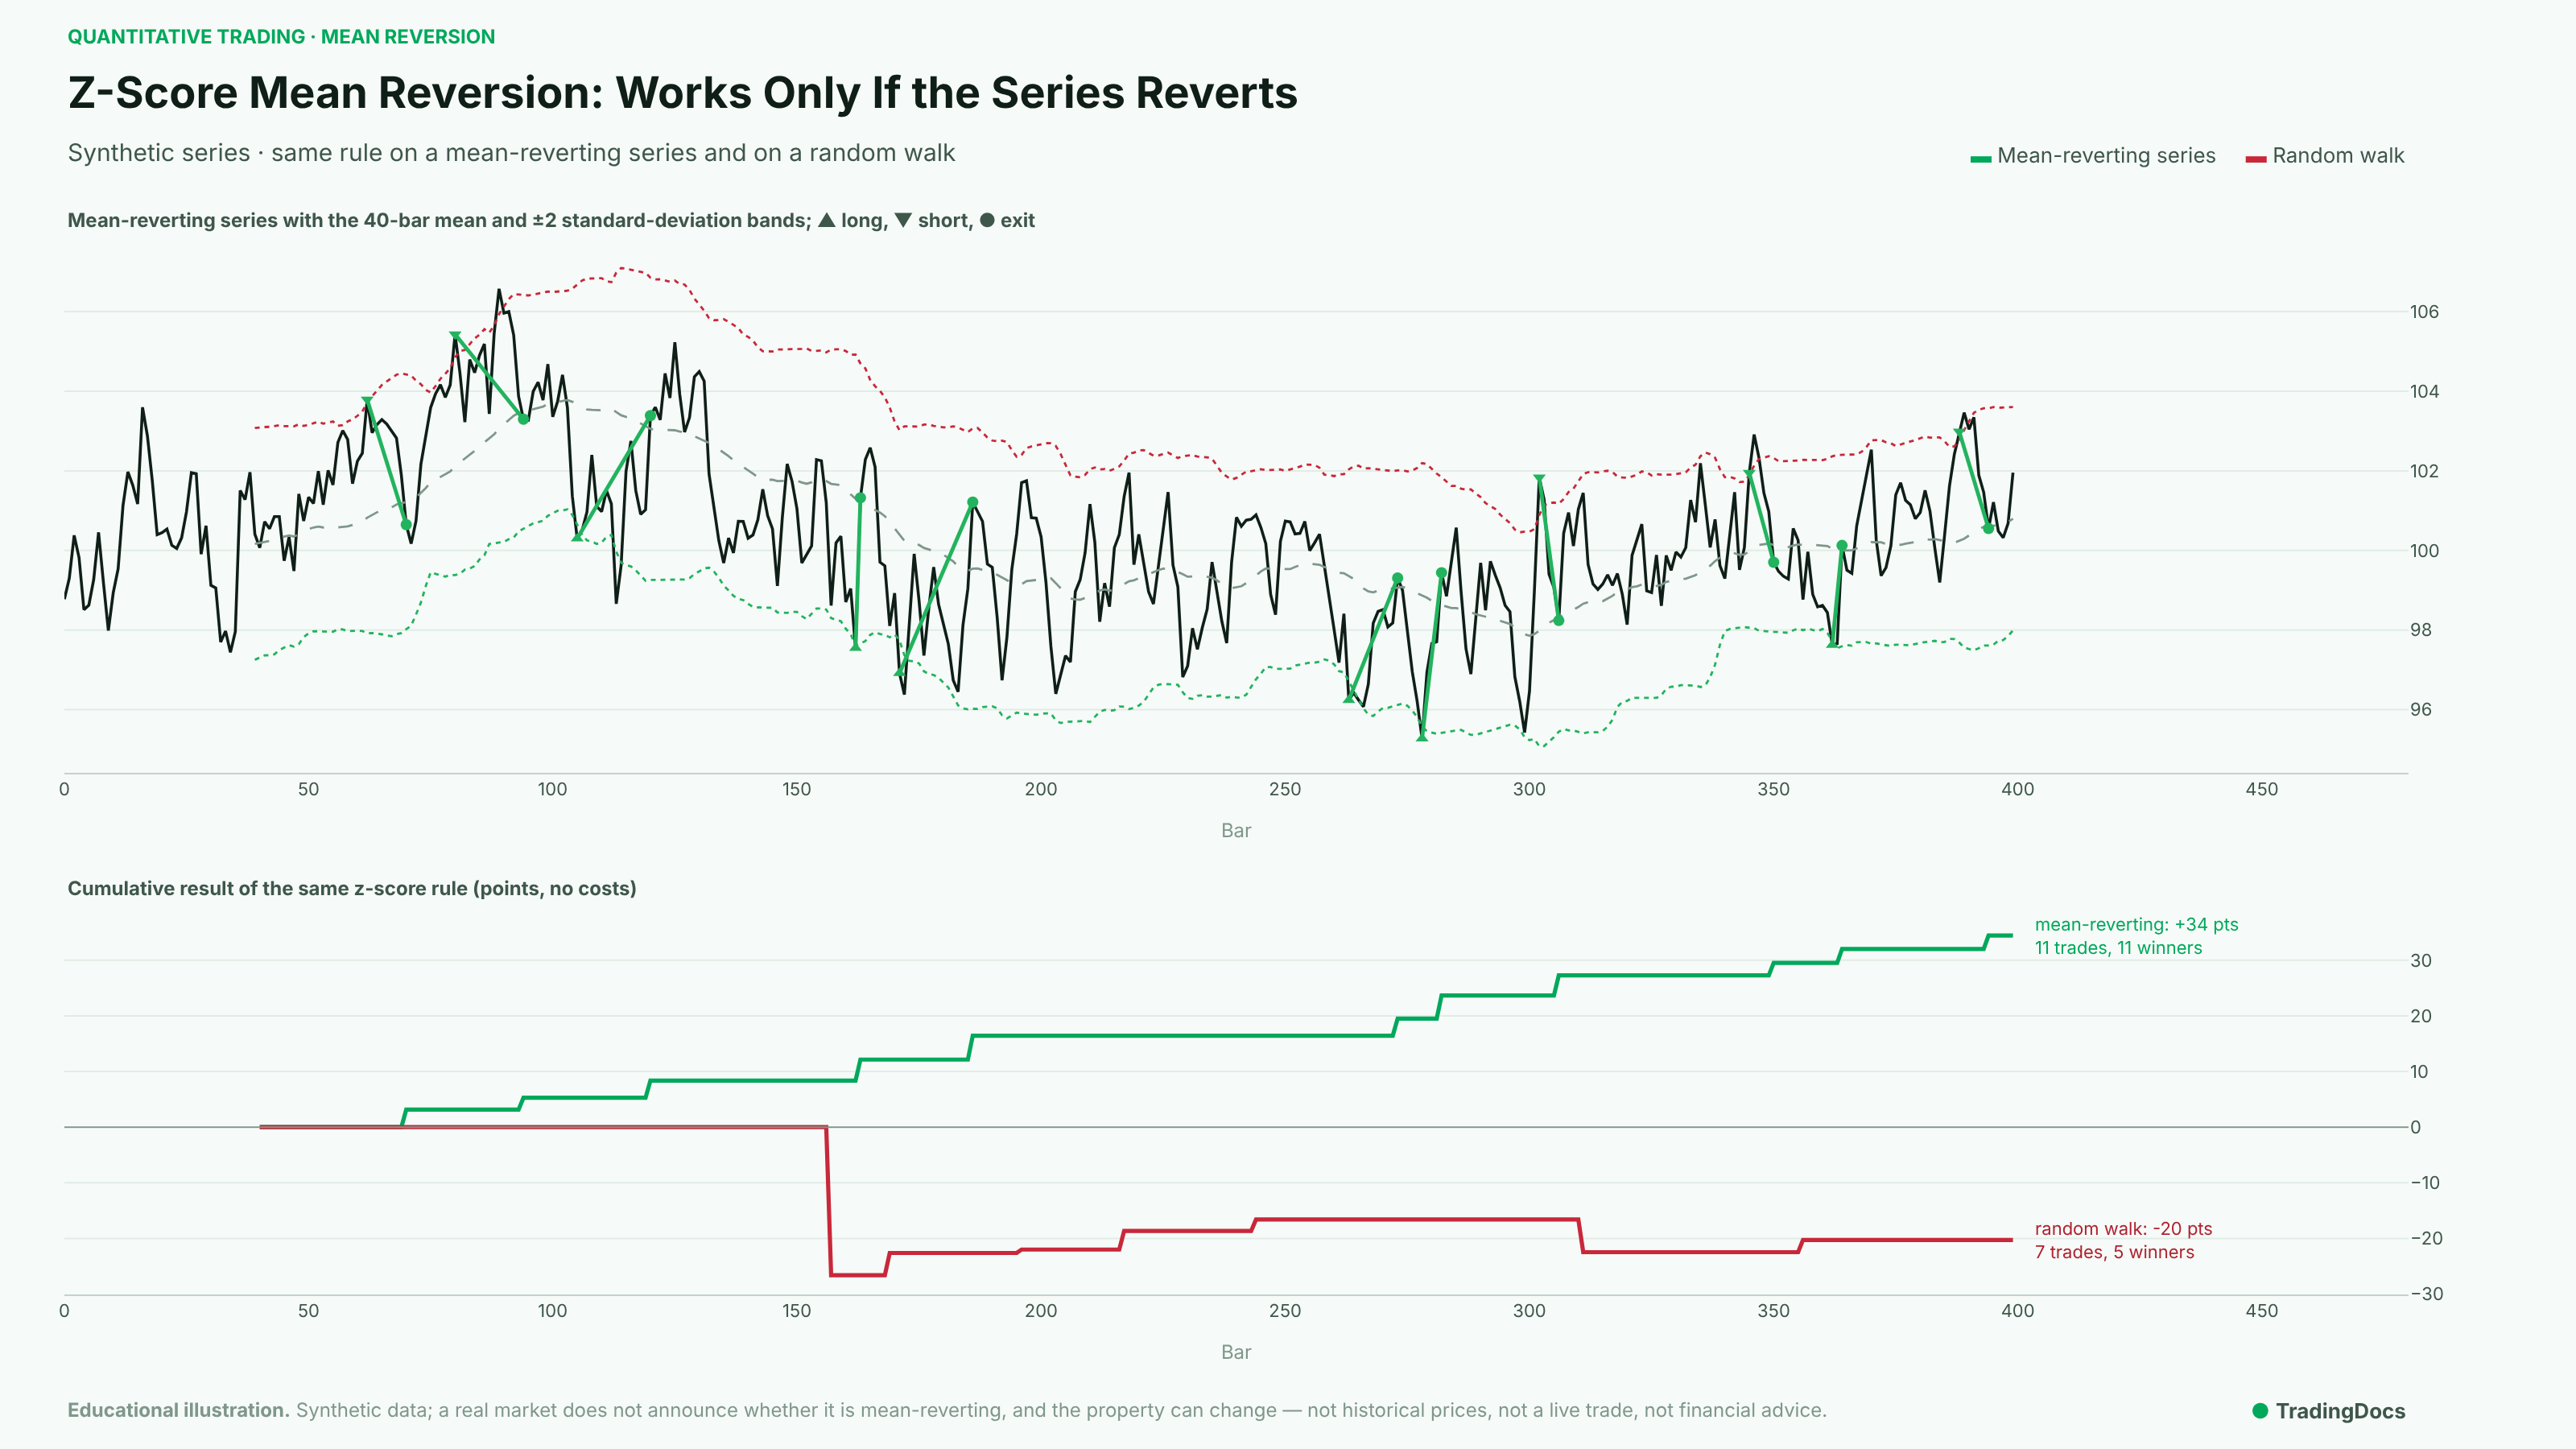 QUANTITATIVE TRADING · MEAN REVERSION
Z-Score Mean Reversion: Works Only If the Series Reverts
Synthetic series · same rule on a mean-reverting series and on a random walk
Mean-reverting series
Random walk
Mean-reverting series with the 40-bar mean and ±2 standard-deviation bands; ▲ long, ▼ short, ● exit
106
104
102
100
98
96
0 50 100 150 200 250 300 350 400 450
Bar
Cumulative result of the same z-score rule (points, no costs)
mean-reverting: +34 pts
11 trades, 11 winners
30
20
10
0
−10
random walk: -20 pts
7 trades, 5 winners
−20
−30
0 50 100 150 200 250 300 350 400 450
Bar
Educational illustration. Synthetic data; a real market does not announce whether it is mean-reverting, and the property can change — not historical prices, not a live trade, not financial advice.
TradingDocs